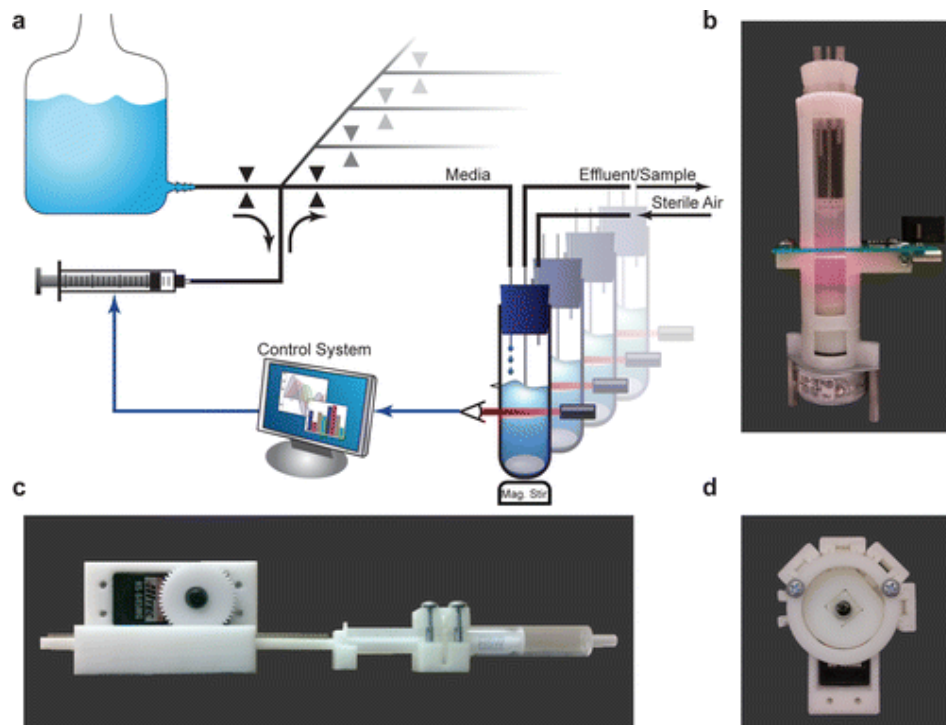 a
b
Media
Effluent/Sample
Sterile Air
Control System
Mag. Stir
c
d